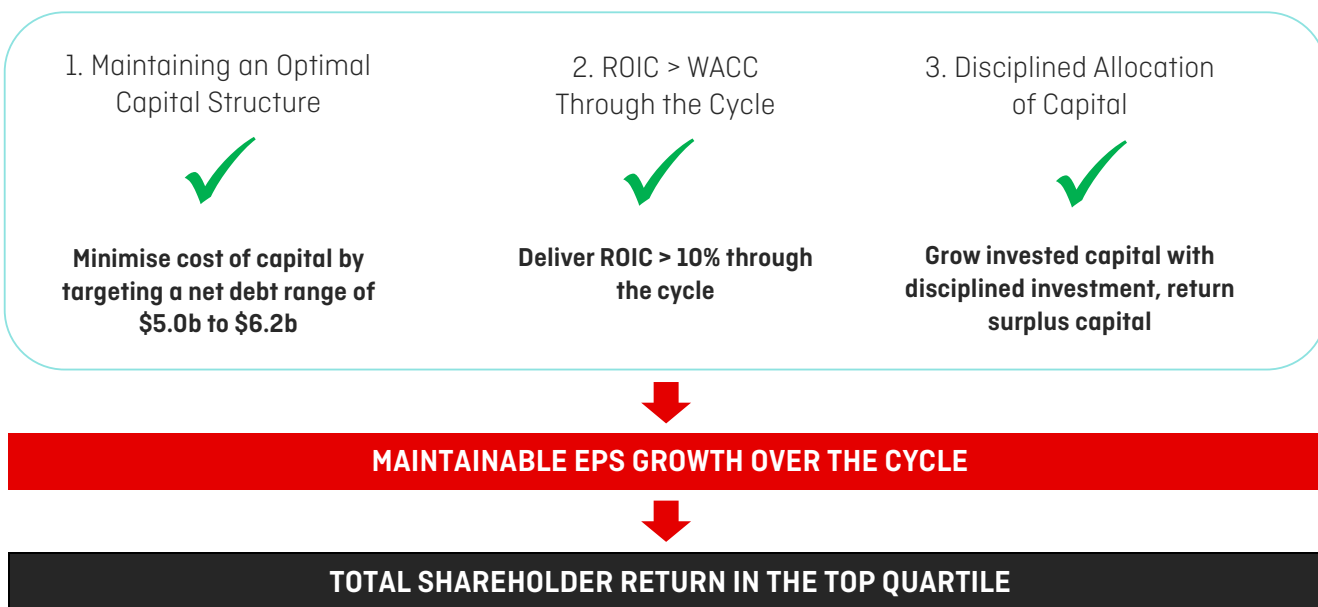 1. Maintaining an Optimal
Capital Structure
Minimise cost of capital by
targeting a net debt range of
$5.0b to $6.2b
2. ROIC > WACC
Through the Cycle
Deliver ROIC > 10% through
the cycle
3. Disciplined Allocation
of Capital
Grow invested capital with
disciplined investment, return
surplus capital
MAINTAINABLE EPS GROWTH OVER THE CYCLE
TOTAL SHAREHOLDER RETURN IN THE TOP QUARTILE